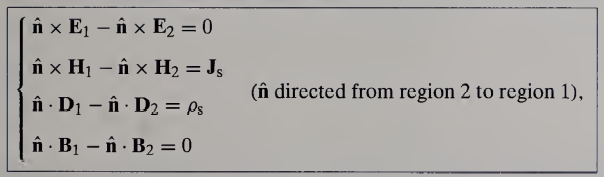 n̂ × E₁ − n̂ × E₂ = 0
n̂ × H₁ − n̂ × H₂ = Jₛ
n̂ · D₁ − n̂ · D₂ = ρₛ
(n̂ directed from region 2 to region 1),
n̂ · B₁ − n̂ · B₂ = 0